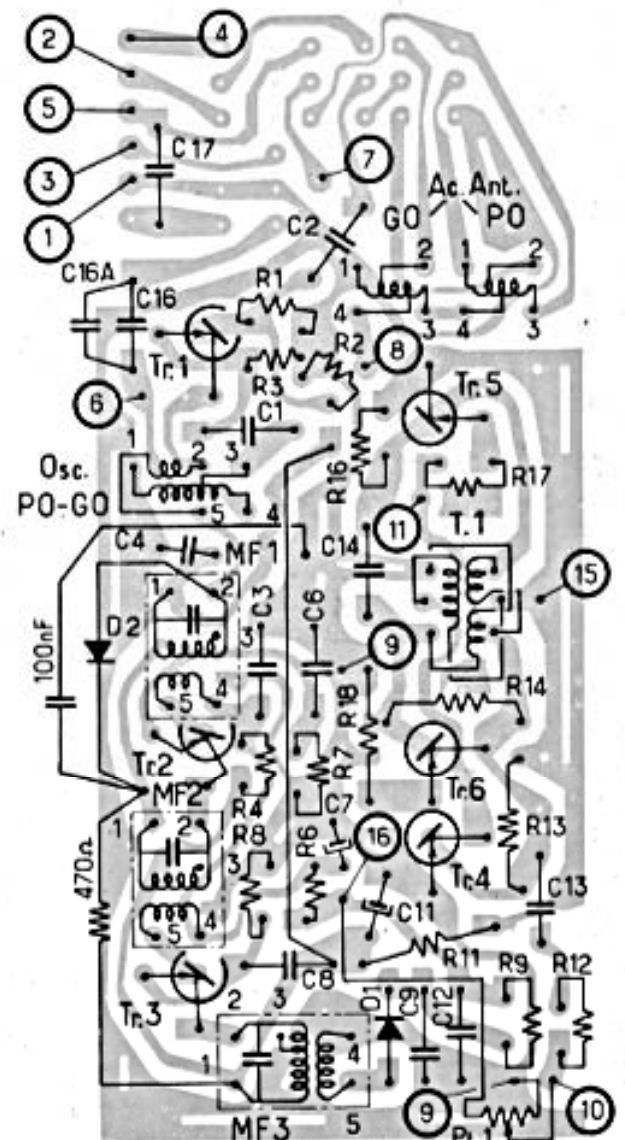 2
4
5
C17
3
7
1
Ac. Ant.
GO PO
C2
1 2 1 2
4 3 4 3
C16A
C16
R1
Tr.1
R2
8
R3
Tr.5
6
C1
1 2 3
Osc.
PO-GO
5 4
R16
R17
11
T.1
C4
MF1
C14
15
1 2
D2
C3
C6
3
100nF
9
5 4
R18
R14
Tr2
MF2
R7
Tr.6
R4
C7
1 2
R8
R6
16
R13
470Ω
3
Tc4
C13
5 4
C11
R11
C8
R9
R12
Tr.3
2 3
D1
C9
C12
1
4
9
10
MF3
5